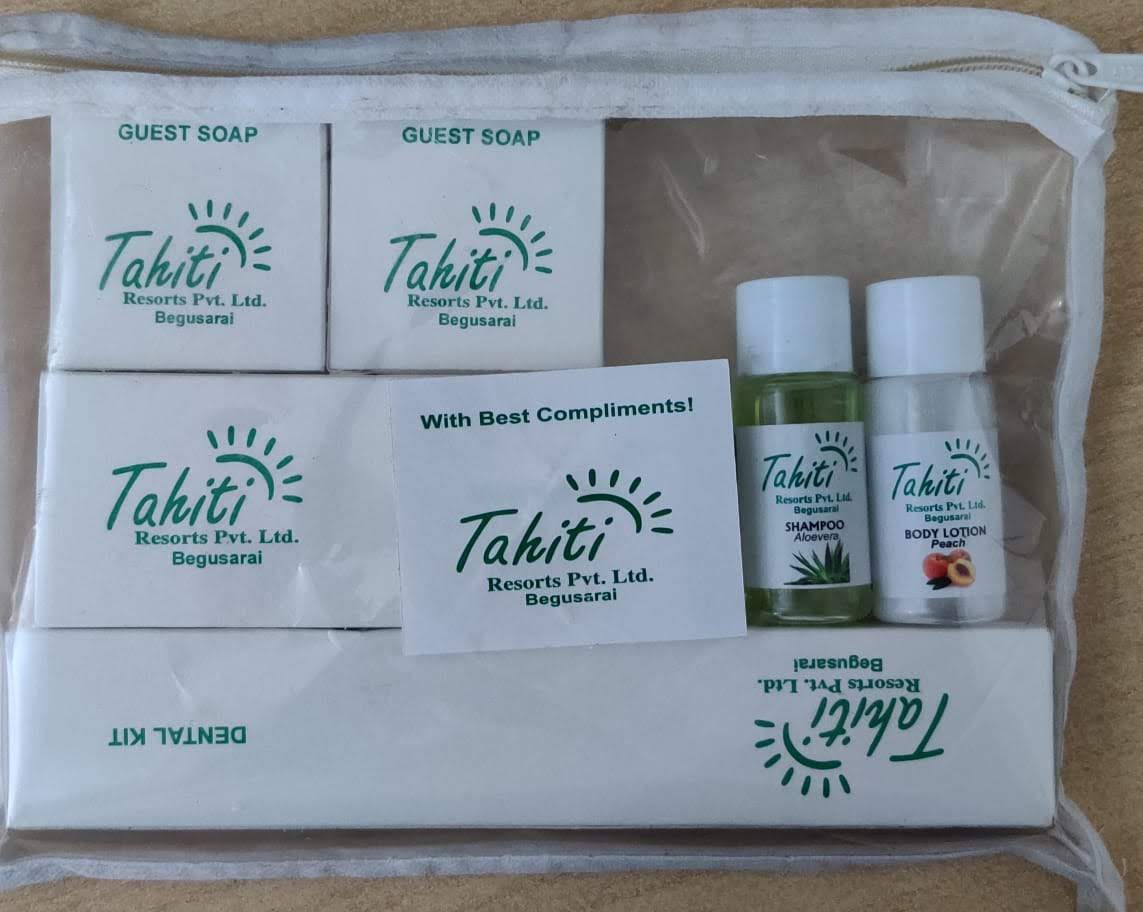 GUEST SOAP
Tahiti
Resorts Pvt. Ltd.
Begusarai
GUEST SOAP
Tahiti
Resorts Pvt. Ltd.
Begusarai
Tahiti
Resorts Pvt. Ltd.
Begusarai
With Best Compliments!
Tahiti
Resorts Pvt. Ltd.
Begusarai
Tahiti
Resorts Pvt. Ltd.
Begusarai
SHAMPOO
Aloevera
Tahiti
Resorts Pvt. Ltd.
Begusarai
BODY LOTION
Peach
DENTAL KIT
Tahiti
Resorts Pvt. Ltd.
Begusarai